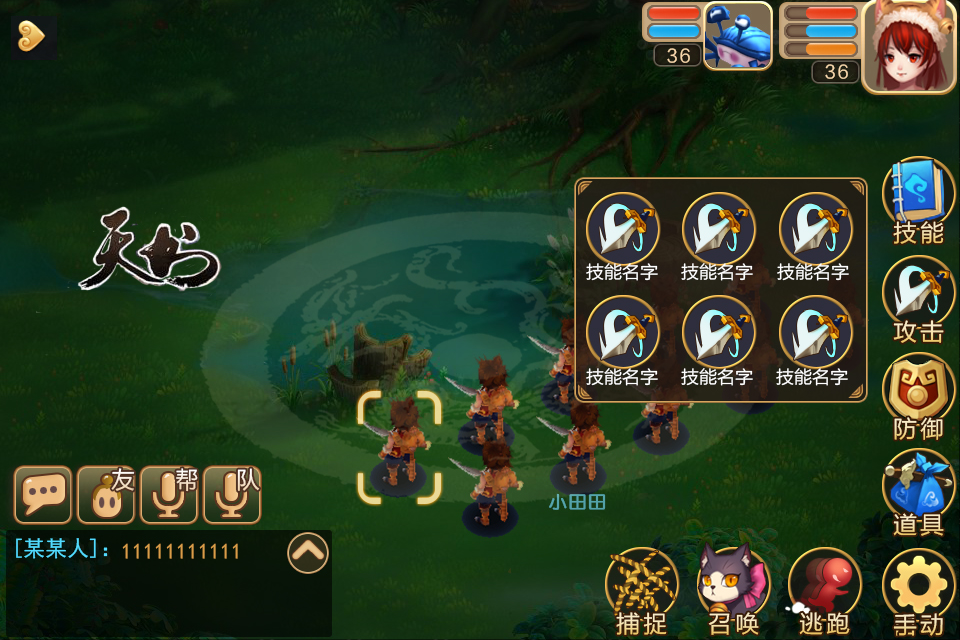 36
36
天书
技能
技能名字 技能名字 技能名字
攻击
技能名字 技能名字 技能名字
防御
友 帮 队
小田田
道具
[某某人]：11111111111
捕捉 召唤 逃跑 手动